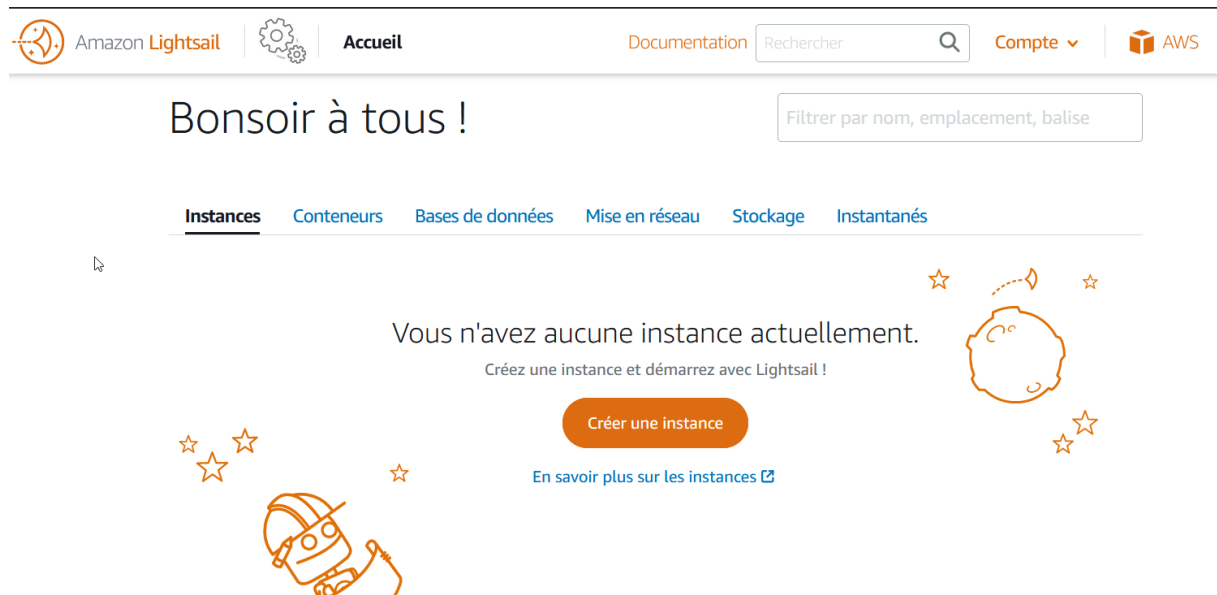 Amazon Lightsail
Accueil
Documentation
Rechercher
Compte
AWS
Bonsoir à tous !
Filtrer par nom, emplacement, balise
Instances
Conteneurs
Bases de données
Mise en réseau
Stockage
Instantanés
Vous n'avez aucune instance actuellement.
Créez une instance et démarrez avec Lightsail !
Créer une instance
En savoir plus sur les instances